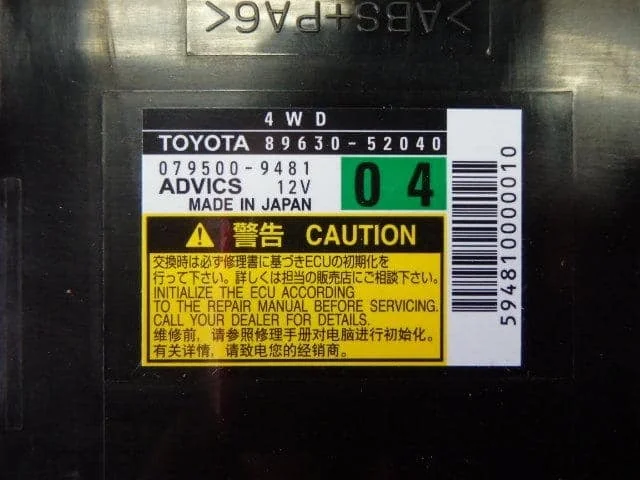 >ABS+PA6<
4WD
TOYOTA 89630-52040
079500-9481
ADVICS 12V
MADE IN JAPAN
04
警告 CAUTION
交換時は必ず修理書に基づきECUの初期化を
行って下さい。詳しくは担当の販売店にご相談下さい。
INITIALIZE THE ECU ACCORDING
TO THE REPAIR MANUAL BEFORE SERVICING.
CALL YOUR DEALER FOR DETAILS.
维修前，请参照修理手册对电脑进行初始化。
有关详情，请致电您的经销商。
594810000010